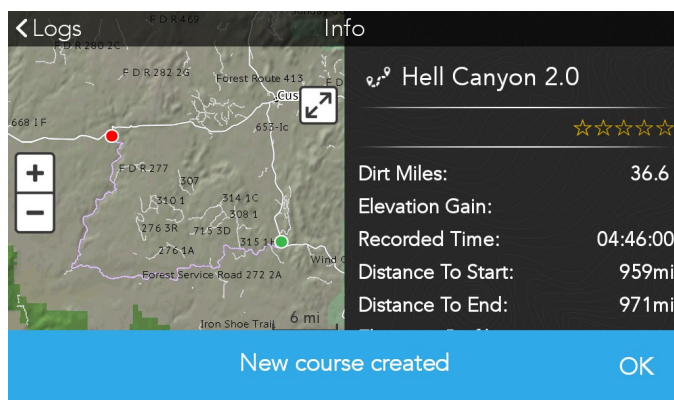 Logs
Info
F D R 469
F D R 280 2C
F D R 282 2G
Forest Route 413
F D
Cus
668 1F
653-Ic
F D R 277
307
310 1
314 1C
308 1
276 3R
715 3D
315 1H
276 1A
Wind C
Forest Service Road 272 2A
Iron Shoe Trail
6 mi
Hell Canyon 2.0
Dirt Miles: 36.6
Elevation Gain:
Recorded Time: 04:46:00
Distance To Start: 959mi
Distance To End: 971mi
New course created
OK